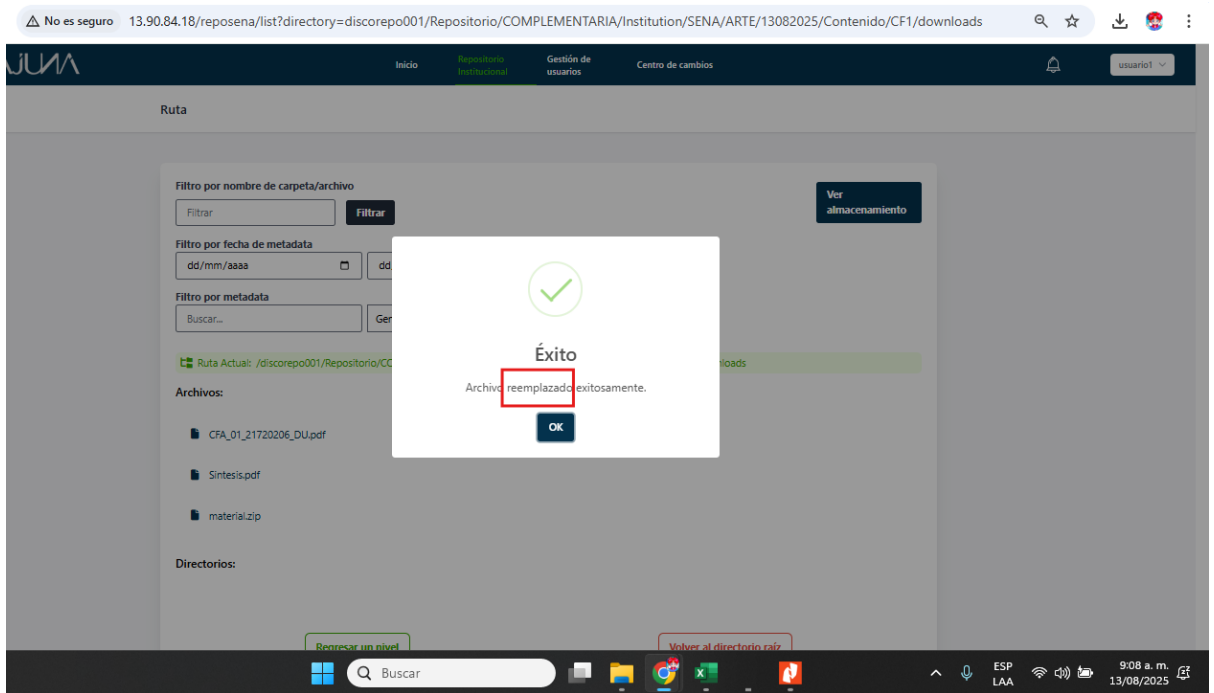 No es seguro 13.90.84.18/reposena/list?directory=discorepo001/Repositorio/COMPLEMENTARIA/Institution/SENA/ARTE/13082025/Contenido/CF1/downloads
Inicio
Repositorio
Institucional
Gestión de
usuarios
Centro de cambios
usuario1
Ruta
Filtro por nombre de carpeta/archivo
Filtrar
Filtrar
Ver
almacenamiento
Filtro por fecha de metadata
dd/mm/aaaa
dd
Filtro por metadata
Buscar...
Ger
Ruta Actual: /discorepo001/Repositorio/CO
nloads
Éxito
Archivo reemplazado exitosamente.
OK
Archivos:
CFA_01_21720206_DU.pdf
Sintesis.pdf
material.zip
Directorios:
Regresar un nivel
Volver al directorio raíz
Buscar
ESP
LAA
9:08 a. m.
13/08/2025